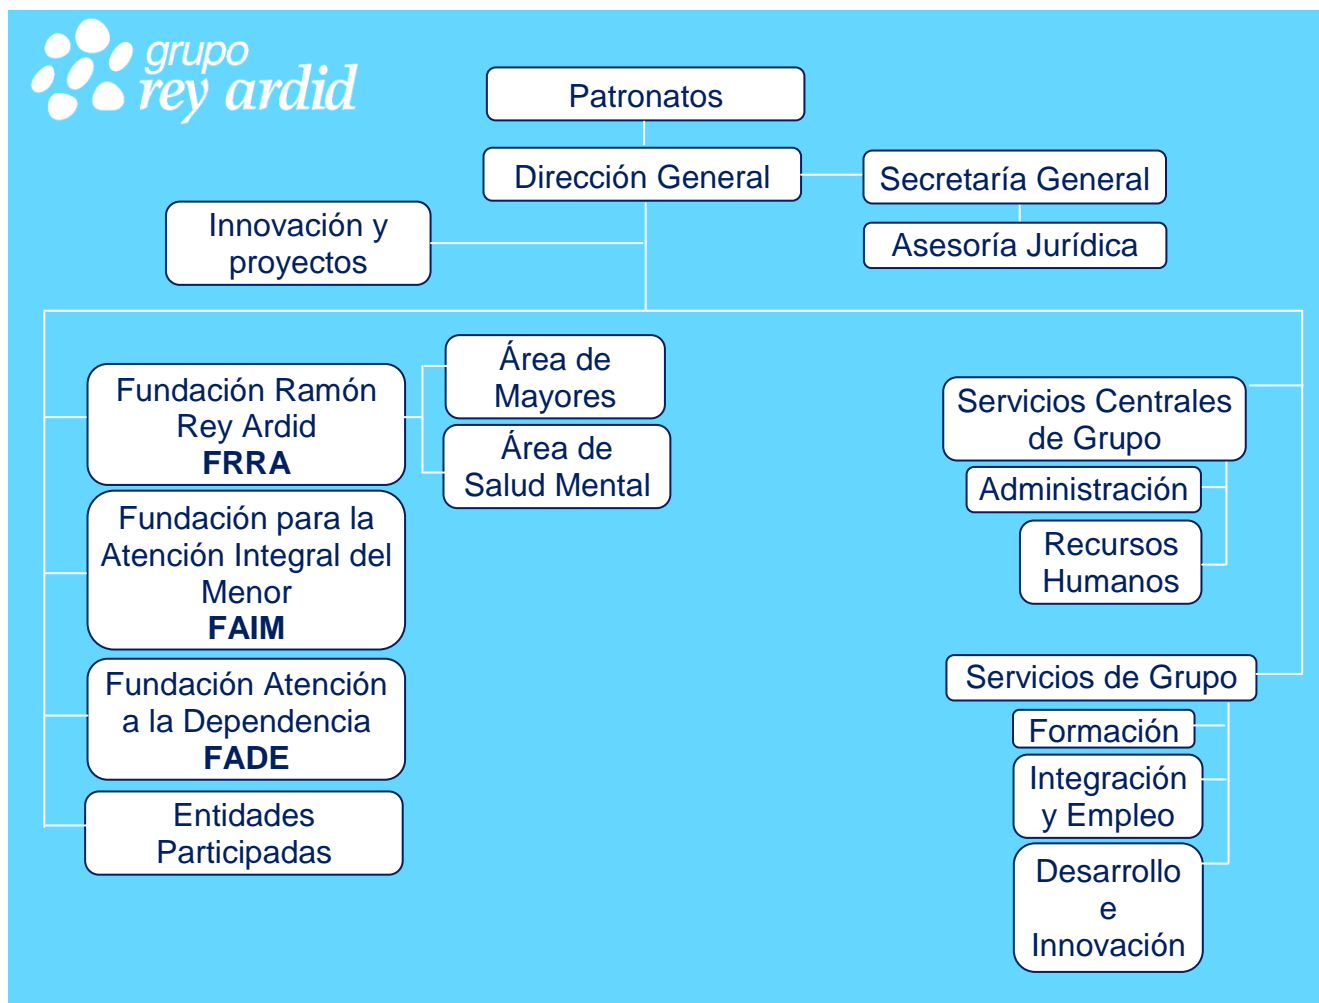 grupo
rey ardid
Patronatos
Dirección General
Secretaría General
Asesoría Jurídica
Innovación y
proyectos
Fundación Ramón
Rey Ardid
FRRA
Área de
Mayores
Área de
Salud Mental
Fundación para la
Atención Integral del
Menor
FAIM
Fundación Atención
a la Dependencia
FADE
Entidades
Participadas
Servicios Centrales
de Grupo
Administración
Recursos
Humanos
Servicios de Grupo
Formación
Integración
y Empleo
Desarrollo
e
Innovación